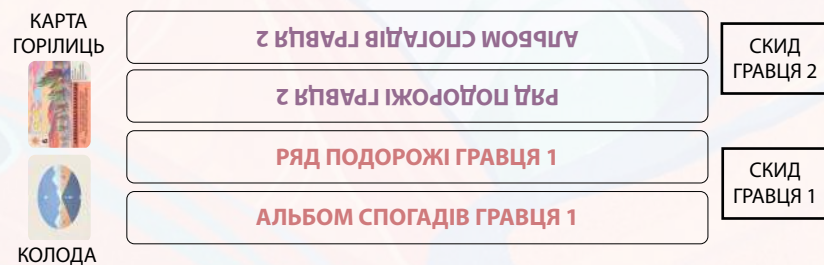 КАРТА
ГОРІЛИЦЬ
АЛЬБОМ СПОГАДІВ ГРАВЦЯ 2
РЯД ПОДОРОЖІ ГРАВЦЯ 2
РЯД ПОДОРОЖІ ГРАВЦЯ 1
АЛЬБОМ СПОГАДІВ ГРАВЦЯ 1
КОЛОДА
СКИД
ГРАВЦЯ 2
СКИД
ГРАВЦЯ 1